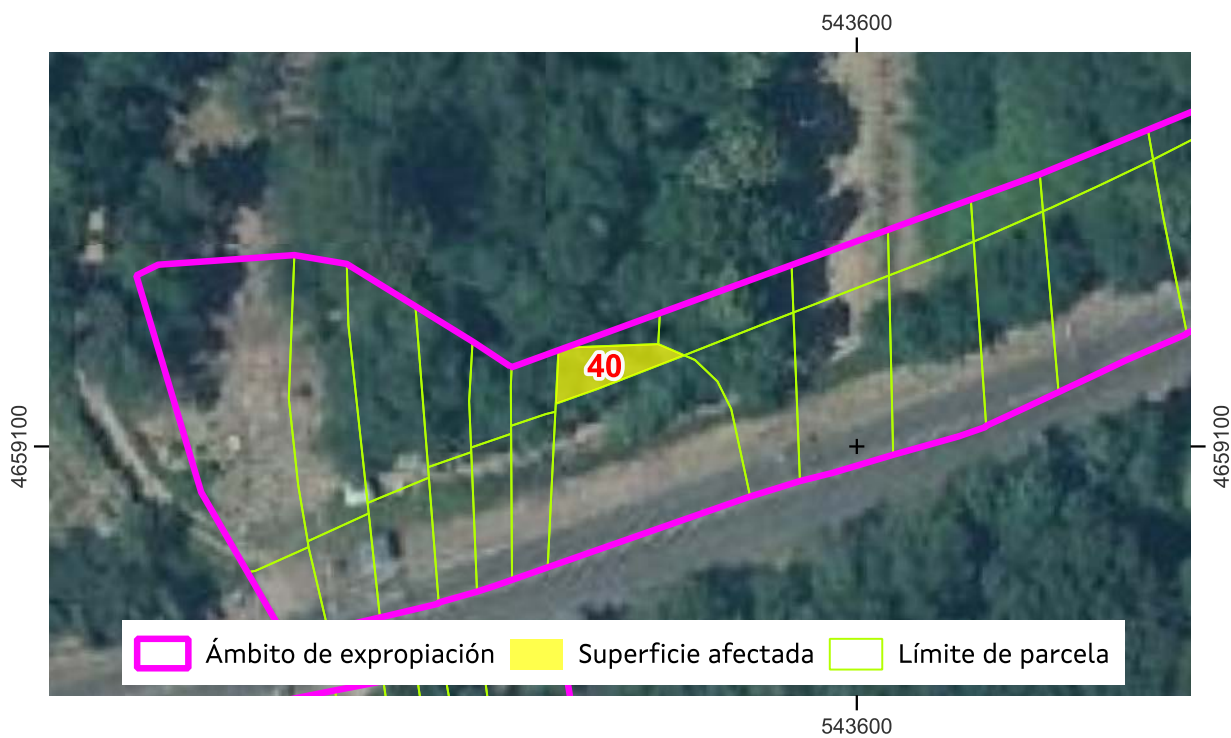 543600
4659100
4659100
40
Ámbito de expropiación
Superficie afectada
Límite de parcela
543600